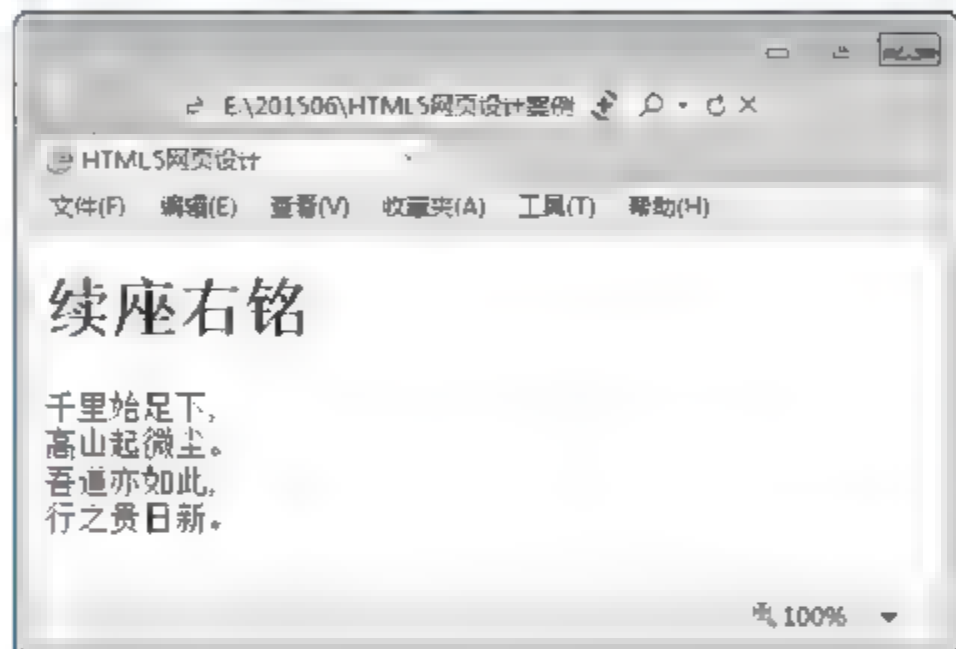 E:\201506\HTML5网页设计案例
HTML5网页设计
文件(F) 编辑(E) 查看(V) 收藏夹(A) 工具(T) 帮助(H)
续座右铭
千里始足下,
高山起微尘。
吾道亦如此,
行之贵日新。
100%